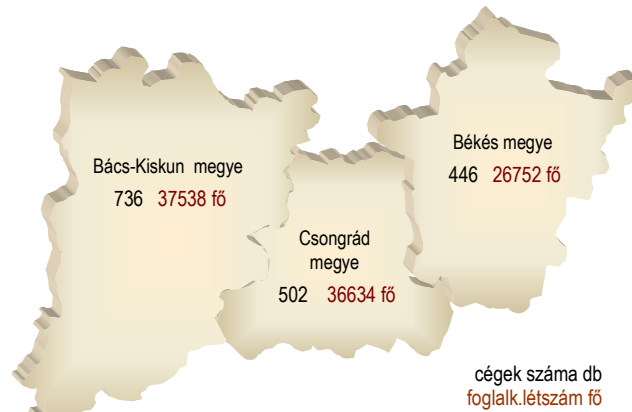 Bács-Kiskun megye
736 37538 fő
Csongrád
megye
502 36634 fő
Békés megye
446 26752 fő
cégek száma db
foglalk.létszám fő